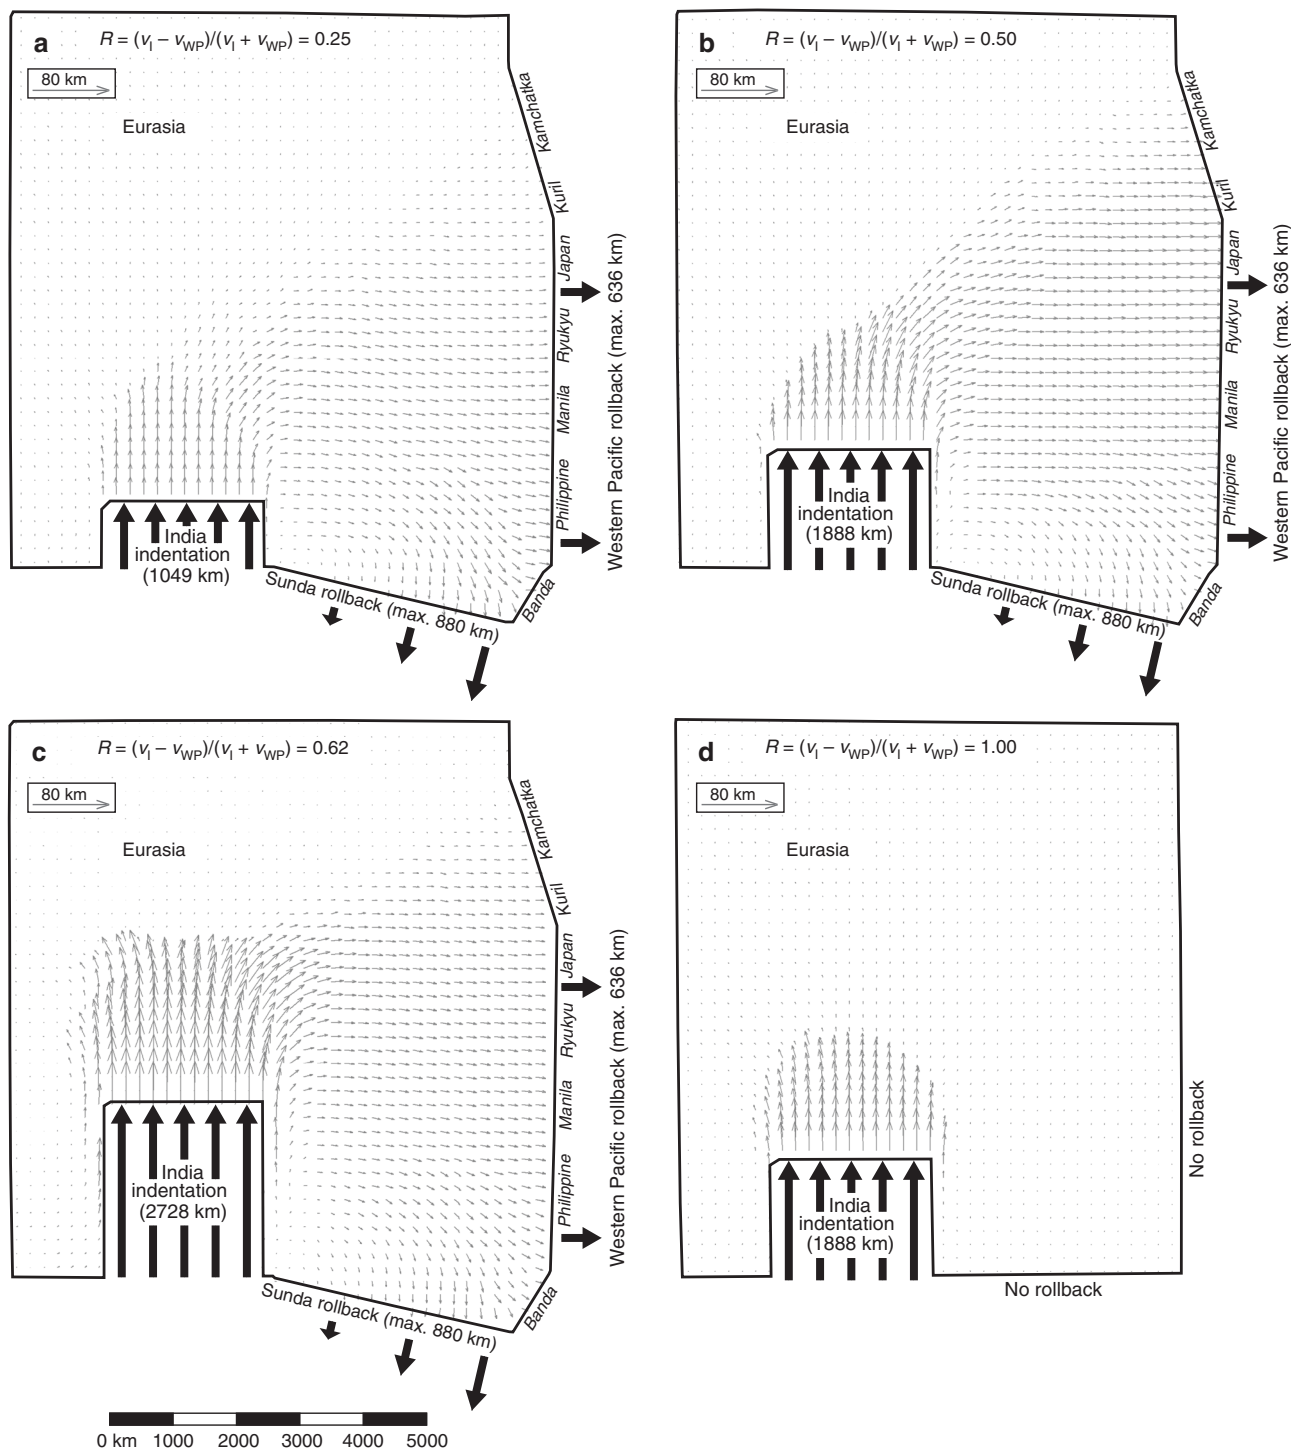 a
R = (vI – vWP)/(vI + vWP) = 0.25
80 km
Eurasia
Kamchatka
Kuril
Japan
Ryukyu
Manila
Philippine
Banda
Western Pacific rollback (max. 636 km)
India
indentation
(1049 km)
Sunda rollback (max. 880 km)
b
R = (vI – vWP)/(vI + vWP) = 0.50
80 km
Eurasia
Kamchatka
Kuril
Japan
Ryukyu
Manila
Philippine
Banda
Western Pacific rollback (max. 636 km)
India
indentation
(1888 km)
Sunda rollback (max. 880 km)
c
R = (vI – vWP)/(vI + vWP) = 0.62
80 km
Eurasia
Kamchatka
Kuril
Japan
Ryukyu
Manila
Philippine
Banda
Western Pacific rollback (max. 636 km)
India
indentation
(2728 km)
Sunda rollback (max. 880 km)
d
R = (vI – vWP)/(vI + vWP) = 1.00
80 km
Eurasia
No rollback
India
indentation
(1888 km)
No rollback
0 km 1000 2000 3000 4000 5000